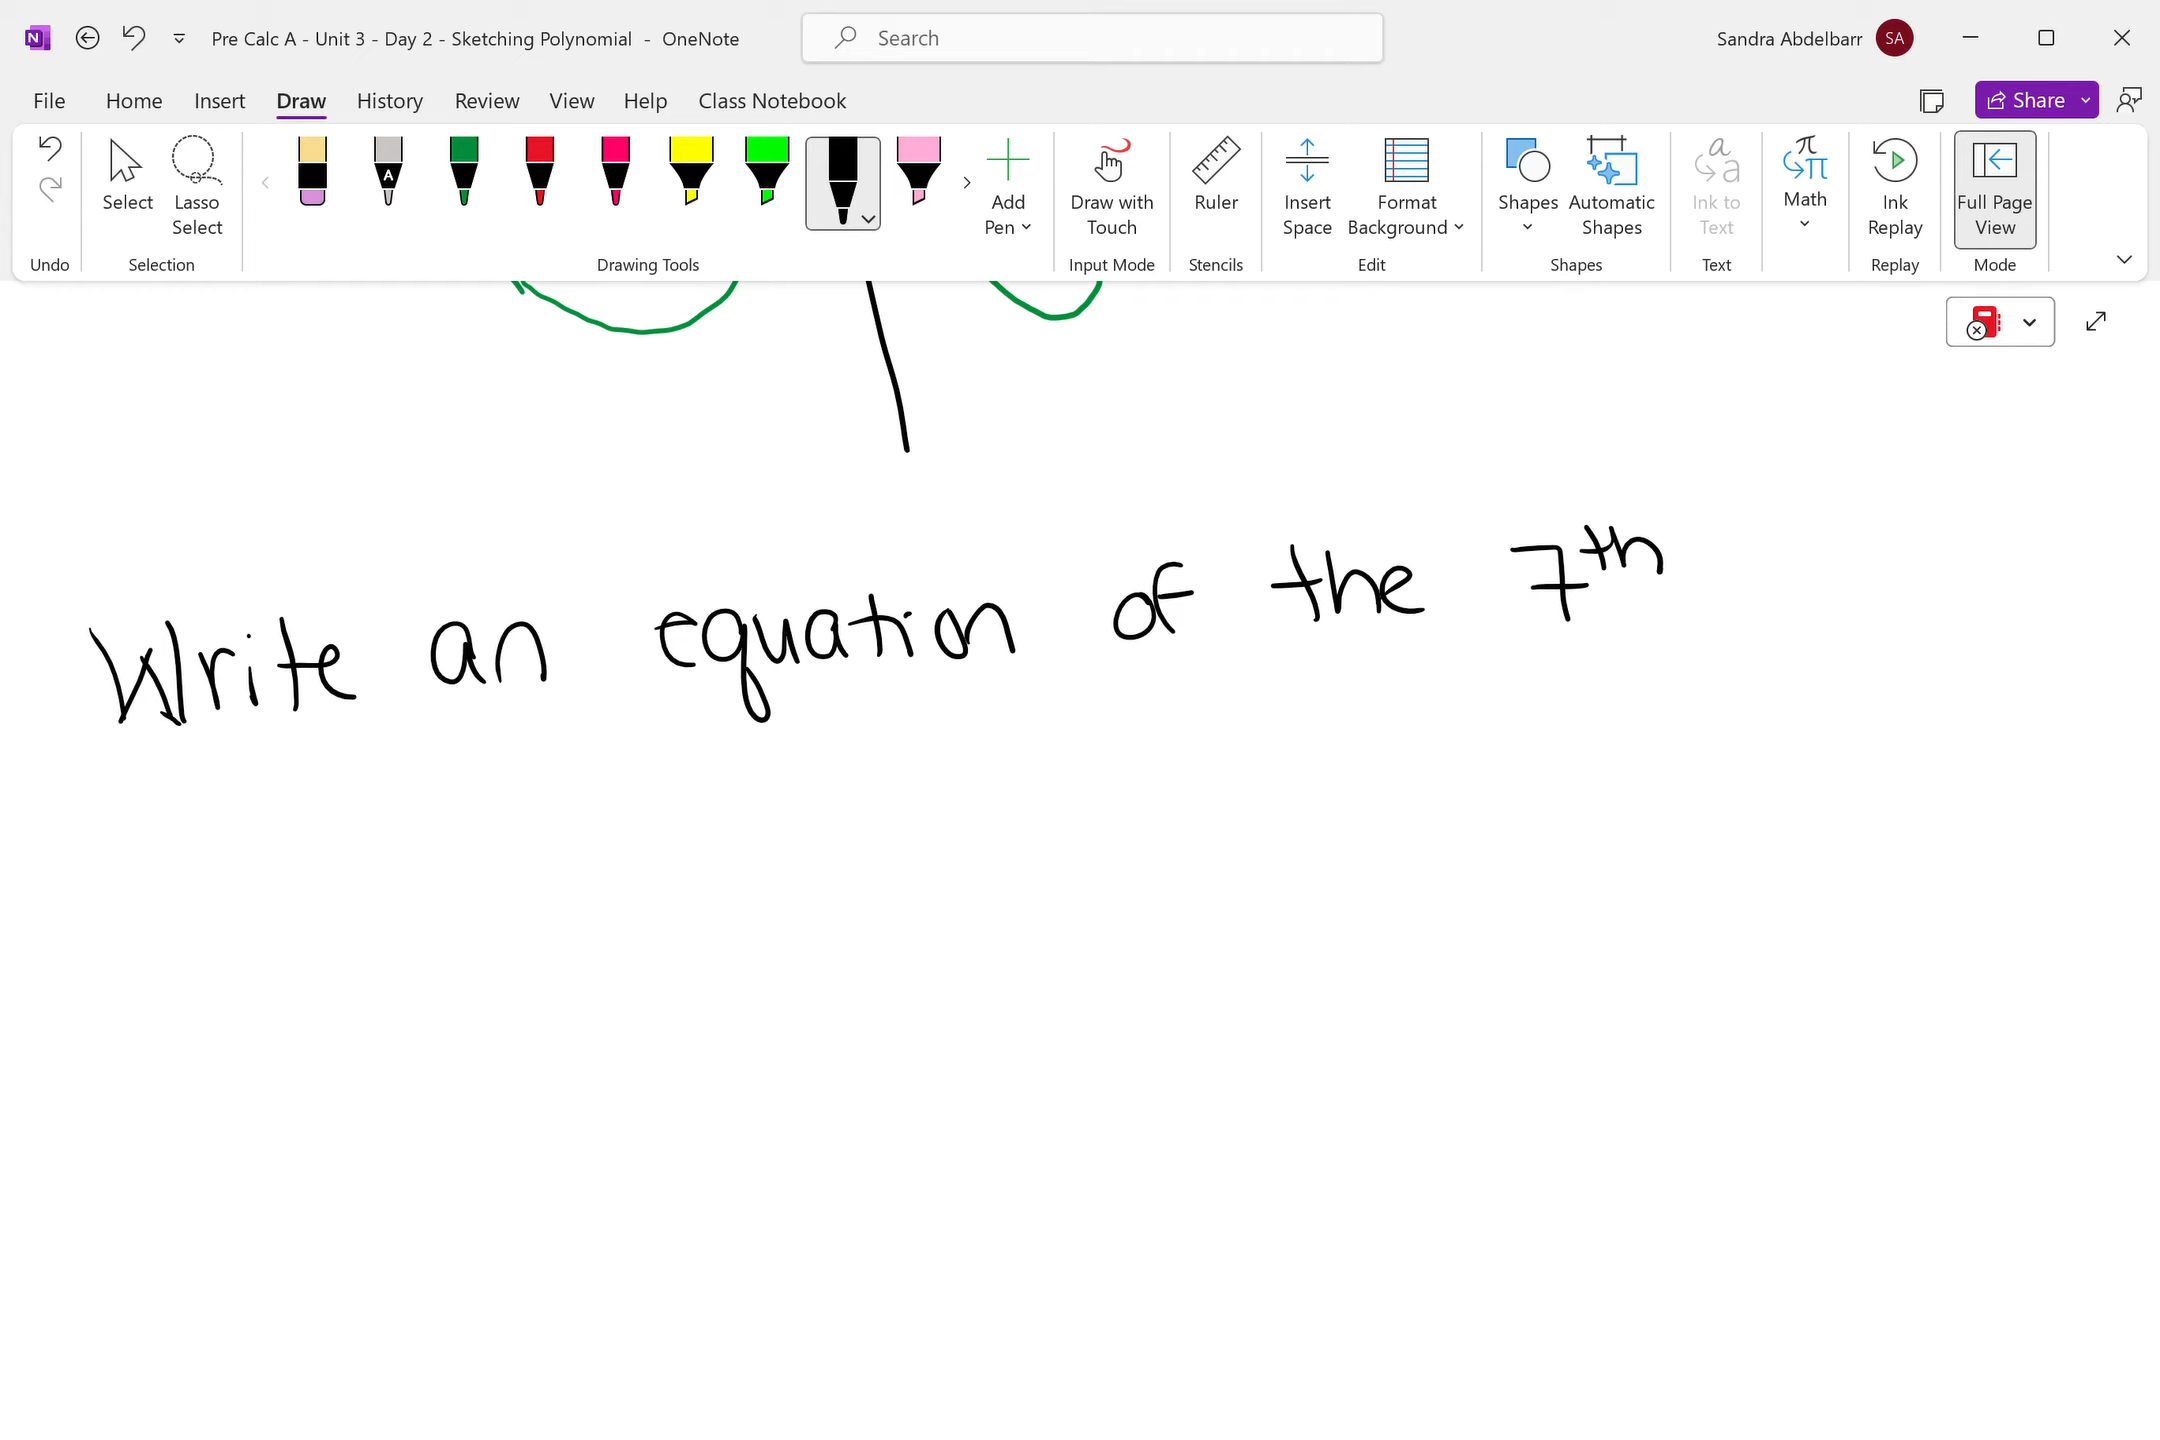 Pre Calc A - Unit 3 - Day 2 - Sketching Polynomial - OneNote
Search
Sandra Abdelbarr SA
File Home Insert Draw History Review View Help Class Notebook
Share
Undo
Select
Lasso Select
Selection
A
Drawing Tools
Add Pen
Draw with Touch
Input Mode
Ruler
Stencils
Insert Space
Format Background
Edit
Shapes
Automatic Shapes
Shapes
a a
Ink to Text
Text
π π
Math
Ink Replay
Replay
Full Page View
Mode
Write an equation of the 7th